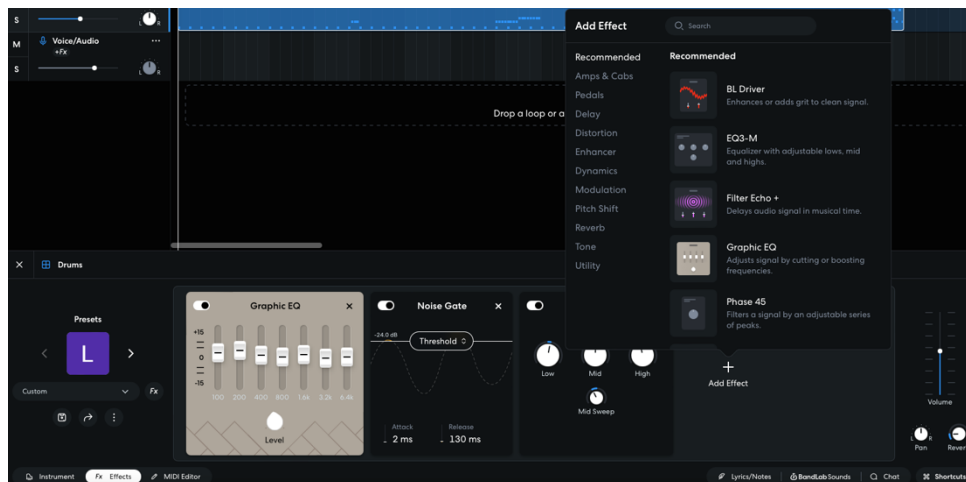 S
L R
M
Voice/Audio
...
+Fx
S
L R
Drop a loop or a
Add Effect
Search
Recommended
Amps & Cabs
Pedals
Delay
Distortion
Enhancer
Dynamics
Modulation
Pitch Shift
Reverb
Tone
Utility
Recommended
BL Driver
Enhances or adds grit to clean signal.
EQ3-M
Equalizer with adjustable lows, mid
and highs.
Filter Echo +
Delays audio signal in musical time.
Graphic EQ
Adjusts signal by cutting or boosting
frequencies.
Phase 45
Filters a signal by an adjustable series
of peaks.
Drums
Presets
L
Custom
Fx
Graphic EQ
+15
0
-15
100 200 400 800 1.6k 3.2k 6.4k
Level
Noise Gate
-24.0 dB
Threshold
Attack
2 ms
Release
130 ms
Low
Mid
High
Mid Sweep
Add Effect
Volume
L R
Pan
Rever
Instrument
Fx Effects
MIDI Editor
Lyrics/Notes
BandLab Sounds
Chat
Shortcuts